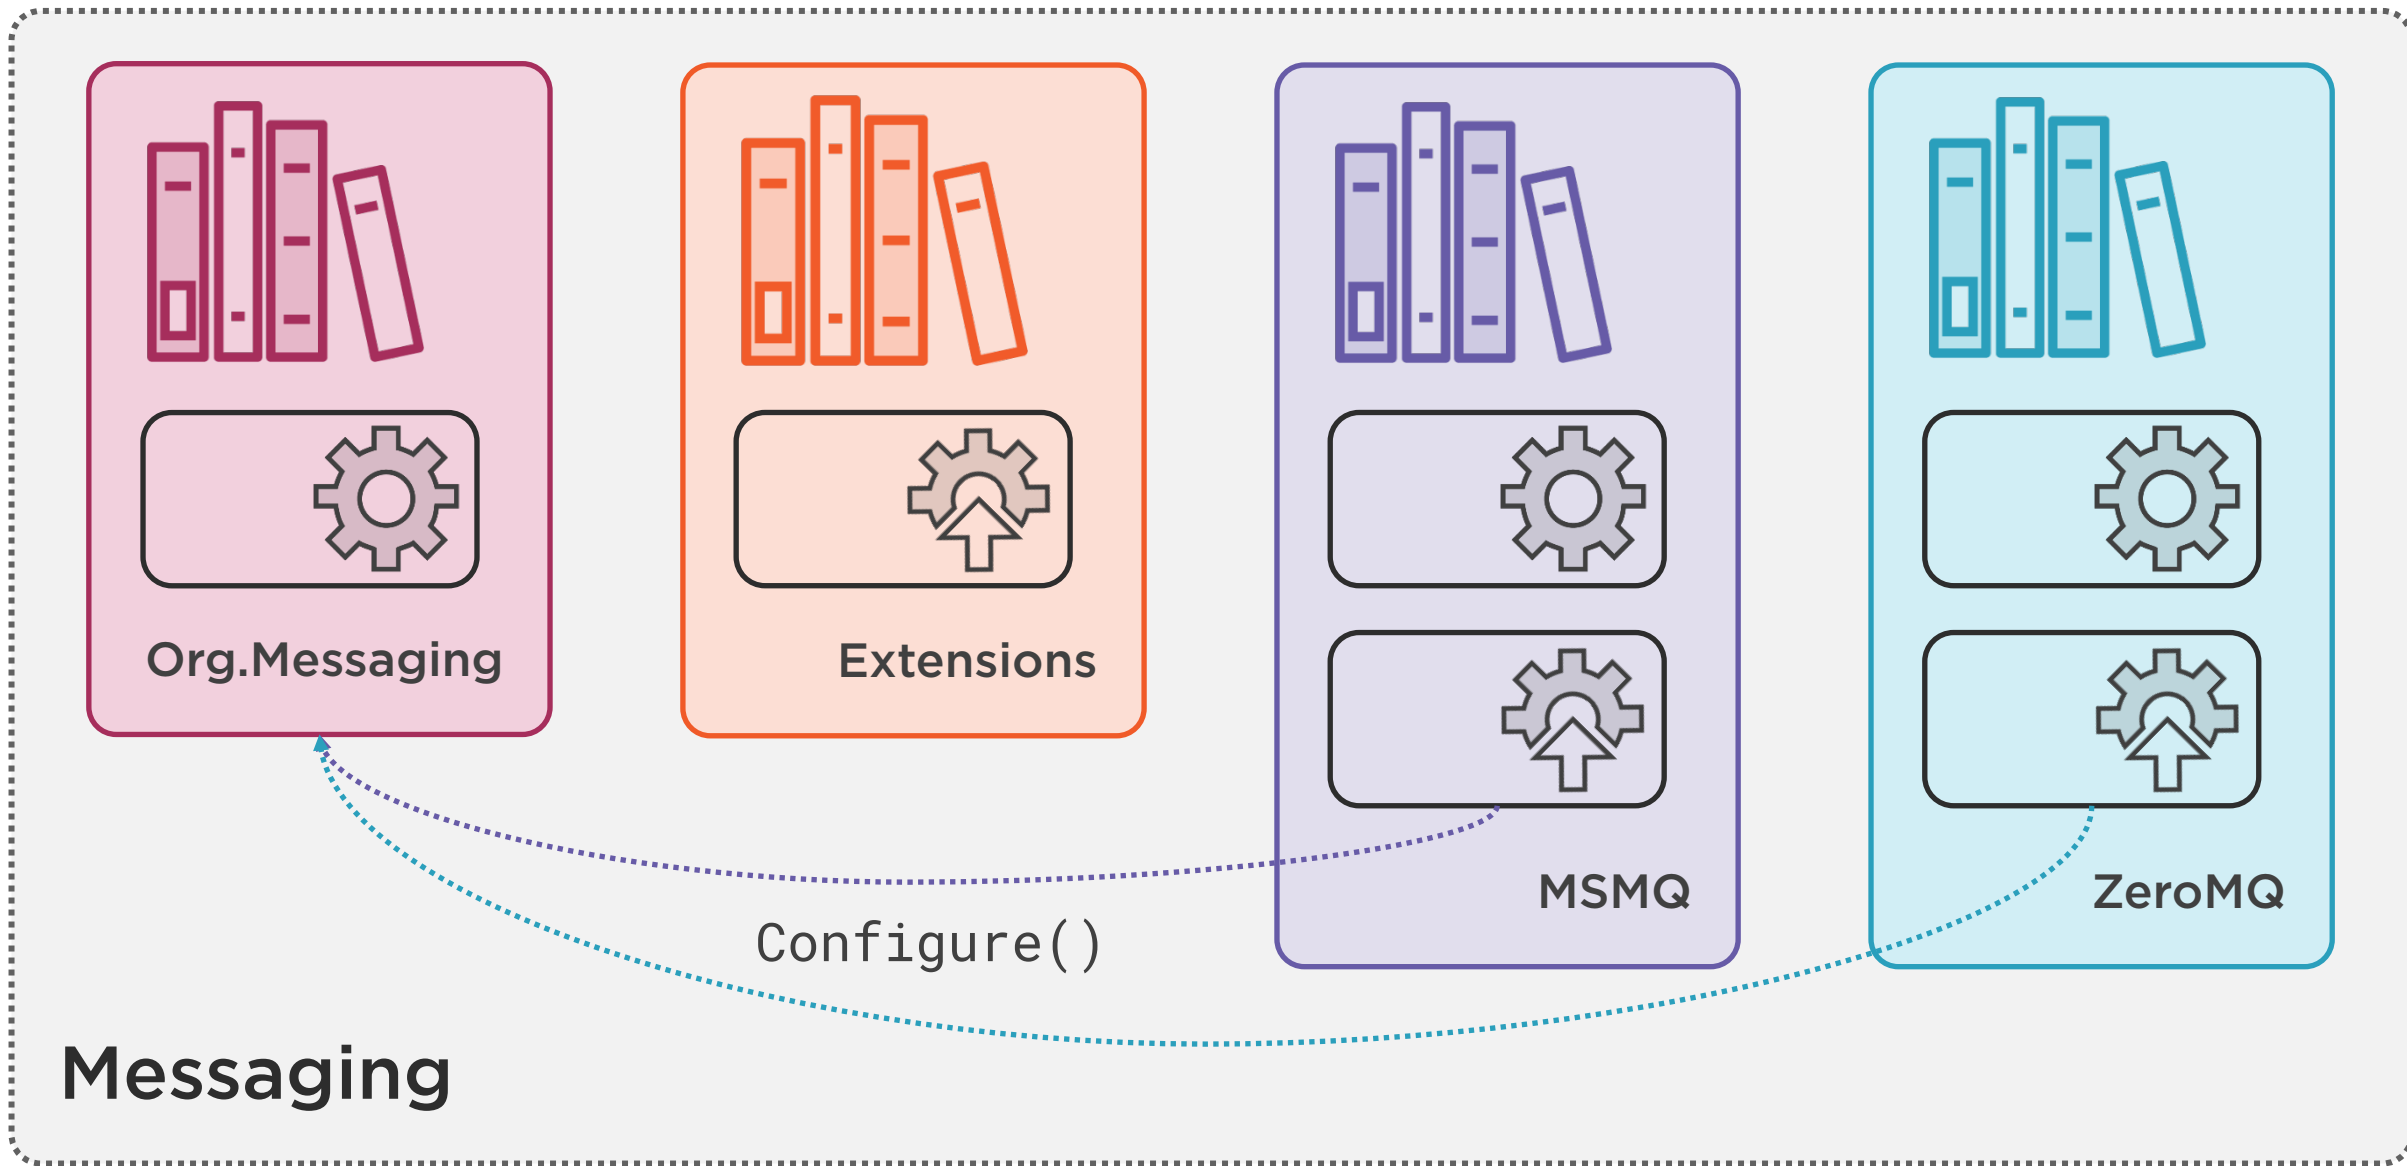 Org.Messaging
Extensions
MSMQ
ZeroMQ
Configure()
Messaging